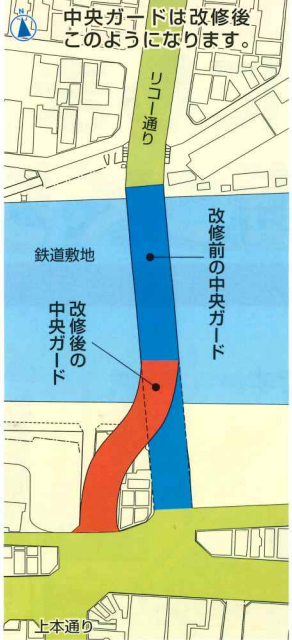 N
中央ガードは改修後
このようになります。
リコー通り
改修前の中央ガード
鉄道敷地
改修後の
中央ガード
上本通り